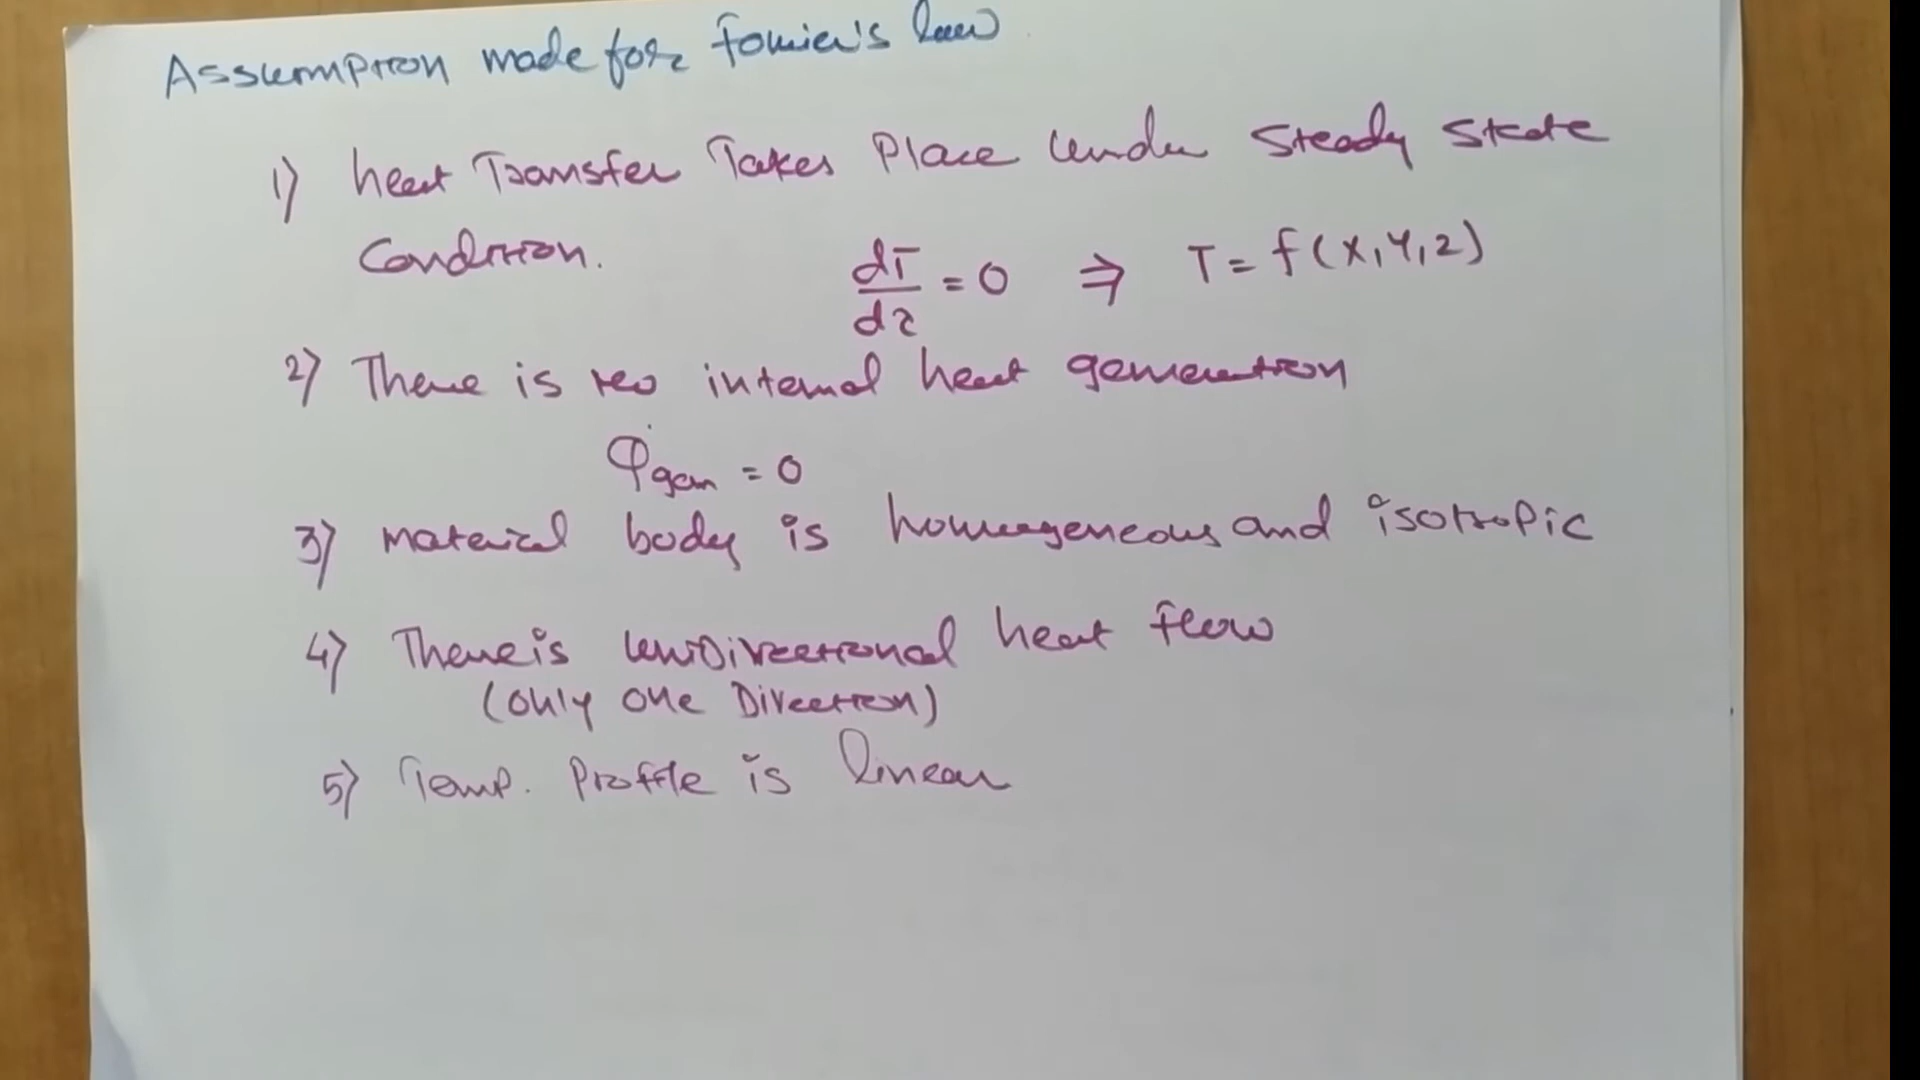 Assumption made for Fourier's law
1) heat Transfer Takes Place under Steady State
Condition.
dT/dτ = 0 ⇒ T = f(x,y,z)
2) There is no internal heat generation
q̇gen = 0
3) material body is homogeneous and isotropic
4) There is uniDirectional heat flow
(only one Direction)
5) Temp. Profile is linear